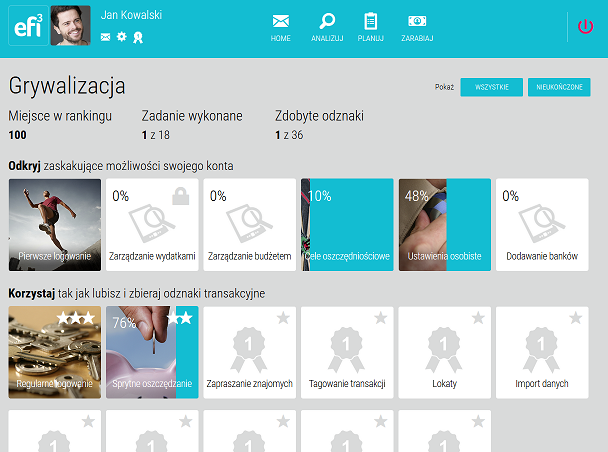 efi3
Jan Kowalski
HOME
ANALIZUJ
PLANUJ
ZARABIAJ
Grywalizacja
Pokaż
WSZYSTKIE
NIEUKOŃCZONE
Miejsce w rankingu
Zadanie wykonane
Zdobyte odznaki
100
1 z 18
1 z 36
Odkryj zaskakujące możliwości swojego konta
0%
0%
10%
48%
0%
Pierwsze logowanie
Zarządzanie wydatkami
Zarządzanie budżetem
Cele oszczędnościowe
Ustawienia osobiste
Dodawanie banków
Korzystaj tak jak lubisz i zbieraj odznaki transakcyjne
76%
1
1
1
1
Regularne logowanie
Sprytne oszczędzanie
Zapraszanie znajomych
Tagowanie transakcji
Lokaty
Import danych
1
1
1
1
1